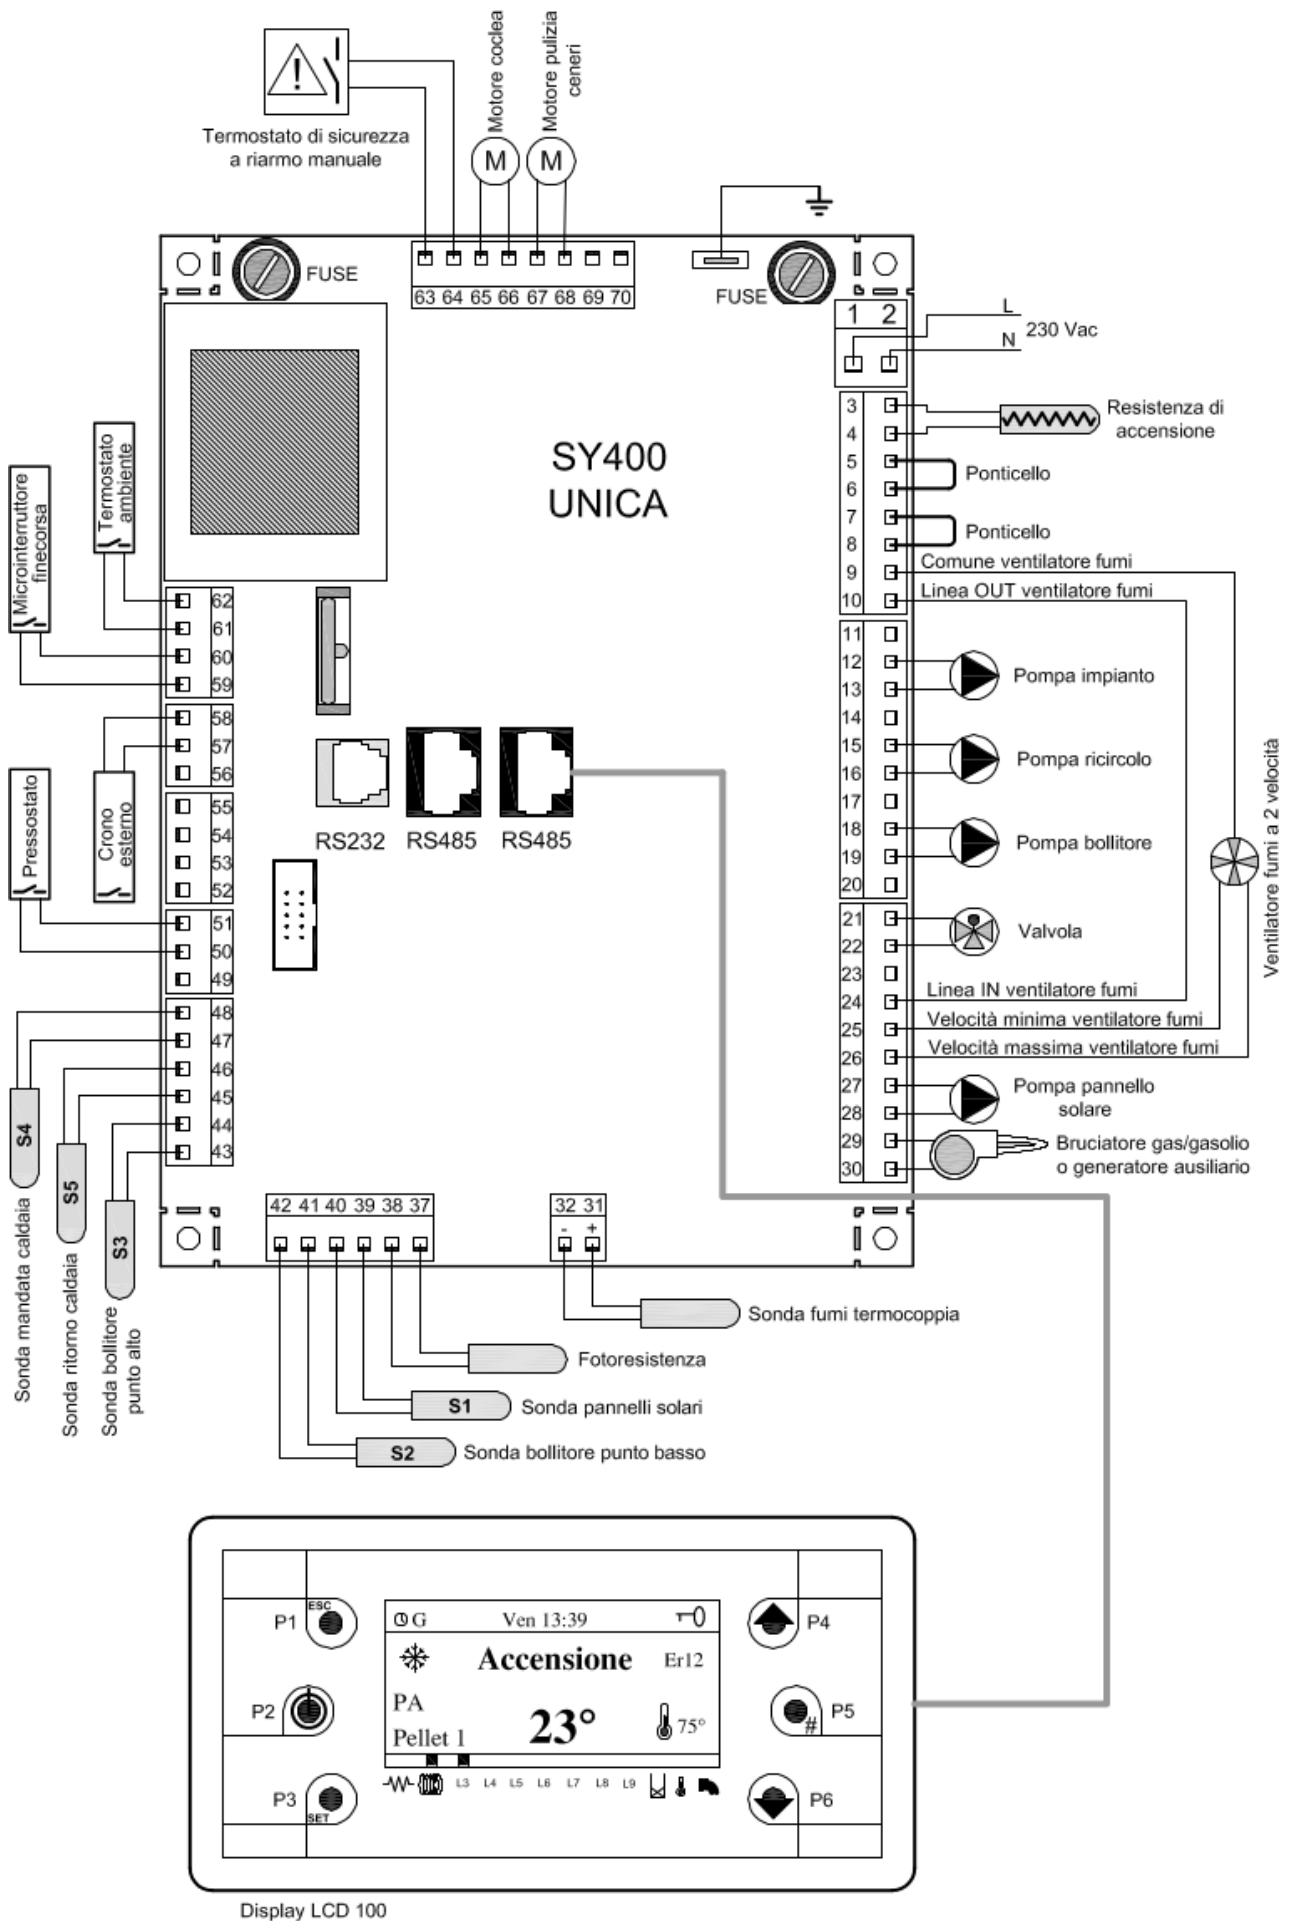 Termostato di sicurezza
a riarmo manuale
Motore coclea
Motore pulizia
ceneri
M
M
FUSE
FUSE
63 64 65 66 67 68 69 70
1 2
L
N
230 Vac
SY400
UNICA
3
4
5
6
7
8
9
10
Resistenza di
accensione
Ponticello
Ponticello
Comune ventilatore fumi
Linea OUT ventilatore fumi
11
12
13
14
15
16
17
18
19
20
Pompa impianto
Pompa ricircolo
Pompa bollitore
Ventilatore fumi a 2 velocità
21
22
23
24
25
26
27
28
29
30
Valvola
Linea IN ventilatore fumi
Velocità minima ventilatore fumi
Velocità massima ventilatore fumi
Pompa pannello
solare
Bruciatore gas/gasolio
o generatore ausiliario
Microinterruttore
finecorsa
Termostato
ambiente
62
61
60
59
58
57
56
55
54
53
52
51
50
49
48
47
46
45
44
43
Pressostato
Crono
esterno
RS232
RS485
RS485
S4
S5
S3
Sonda mandata caldaia
Sonda ritorno caldaia
Sonda bollitore
punto alto
42 41 40 39 38 37
32 31
- +
Sonda fumi termocoppia
Fotoresistenza
S1
Sonda pannelli solari
S2
Sonda bollitore punto basso
P1
ESC
P2
P3
SET
G
Ven 13:39
Accensione
Er12
PA
23°
75°
Pellet 1
L3 L4 L5 L6 L7 L8 L9
P4
P5
#
P6
Display LCD 100